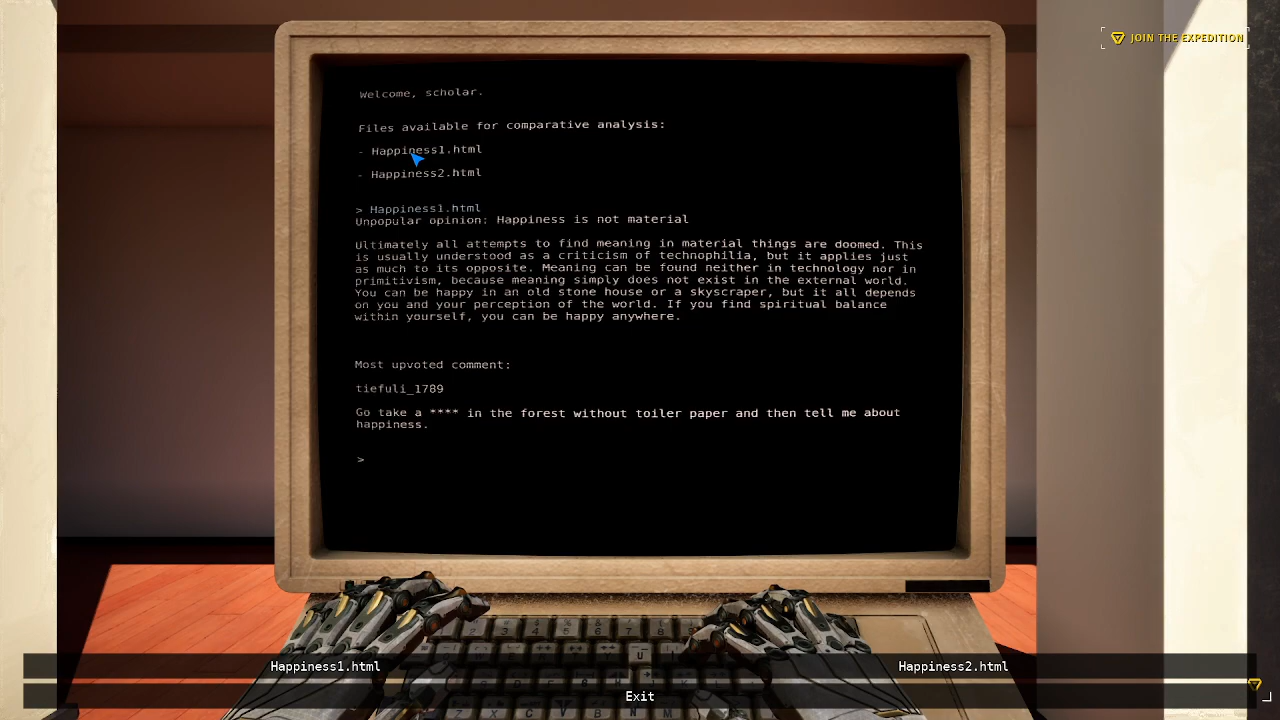 JOIN THE EXPEDITION
Welcome, scholar.
Files available for comparative analysis:
- Happiness1.html
- Happiness2.html
> Happiness1.html
Unpopular opinion: Happiness is not material
Ultimately all attempts to find meaning in material things are doomed. This
is usually understood as a criticism of technophilia, but it applies just
as much to its opposite. Meaning can be found neither in technology nor in
primitivism, because meaning simply does not exist in the external world.
You can be happy in an old stone house or a skyscraper, but it all depends
on you and your perception of the world. If you find spiritual balance
within yourself, you can be happy anywhere.
Most upvoted comment:
tiefuli_1789
Go take a **** in the forest without toiler paper and then tell me about
happiness.
>
Happiness1.html
Happiness2.html
Exit